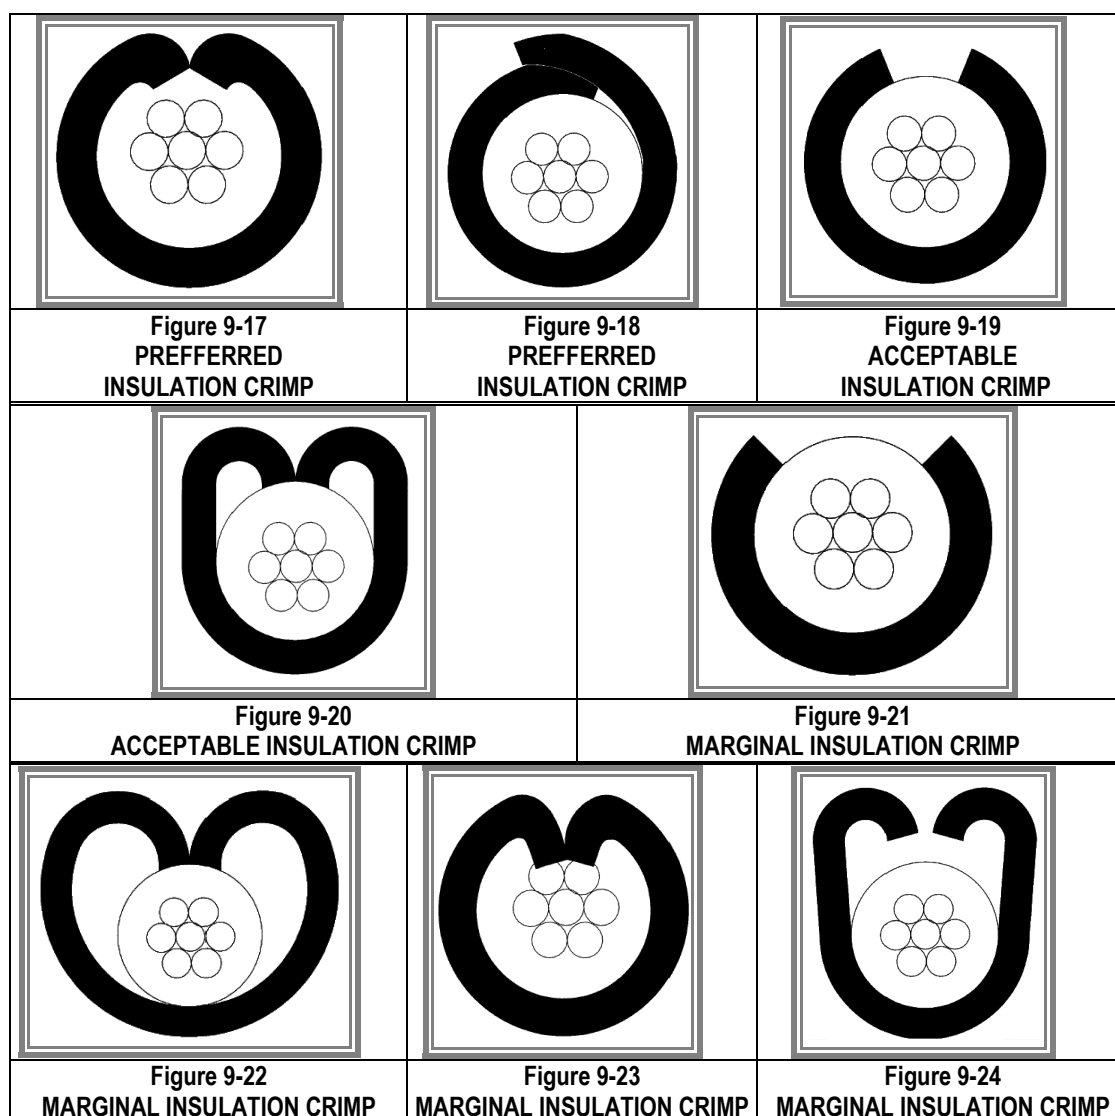 Figure 9-17
PREFFERRED
INSULATION CRIMP
Figure 9-18
PREFFERRED
INSULATION CRIMP
Figure 9-19
ACCEPTABLE
INSULATION CRIMP
Figure 9-20
ACCEPTABLE INSULATION CRIMP
Figure 9-21
MARGINAL INSULATION CRIMP
Figure 9-22
MARGINAL INSULATION CRIMP
Figure 9-23
MARGINAL INSULATION CRIMP
Figure 9-24
MARGINAL INSULATION CRIMP